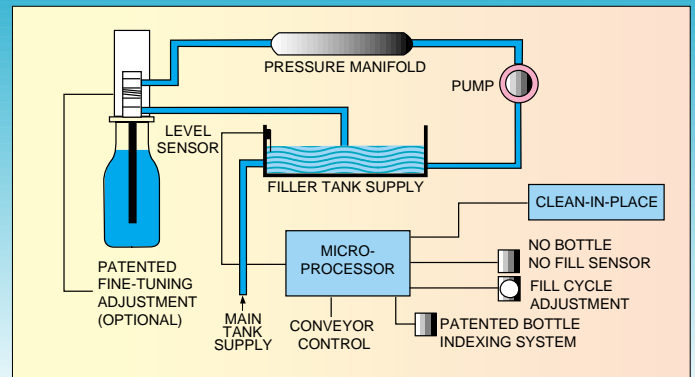 PRESSURE MANIFOLD
PUMP
LEVEL
SENSOR
FILLER TANK SUPPLY
CLEAN-IN-PLACE
MICRO-
PROCESSOR
NO BOTTLE
NO FILL SENSOR
FILL CYCLE
ADJUSTMENT
PATENTED
FINE-TUNING
ADJUSTMENT
(OPTIONAL)
MAIN
TANK
SUPPLY
CONVEYOR
CONTROL
PATENTED BOTTLE
INDEXING SYSTEM